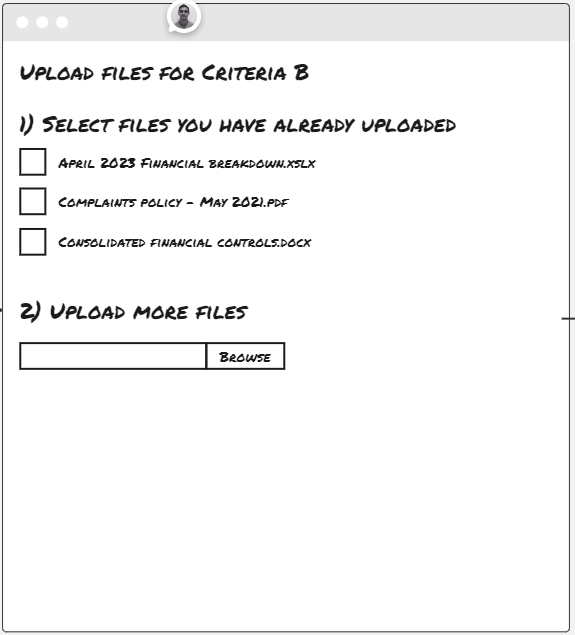 Upload files for Criteria B
1) Select files you have already uploaded
April 2023 Financial breakdown.xslx
Complaints policy - May 2021.pdf
Consolidated financial controls.docx
2) Upload more files
Browse